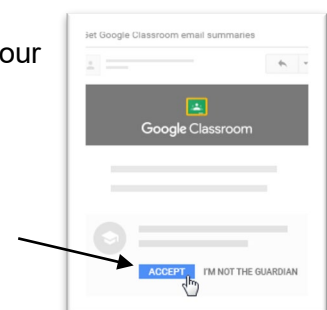 Get Google Classroom email summaries
our
Google Classroom
ACCEPT I'M NOT THE GUARDIAN